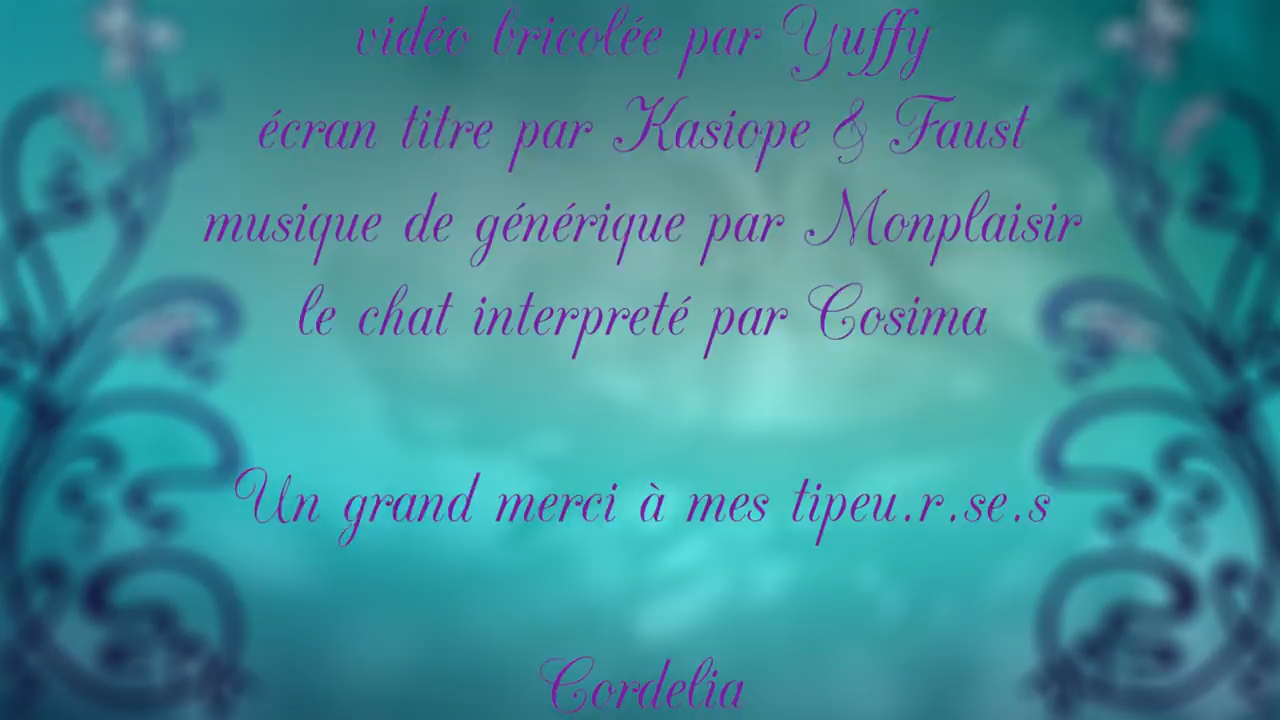 vidéo bricolée par Yuffy
écran titre par Kasiope & Faust
musique de générique par Monplaisir
le chat interpreté par Cosima
Un grand merci à mes tipeu.r.se.s
Cordelia